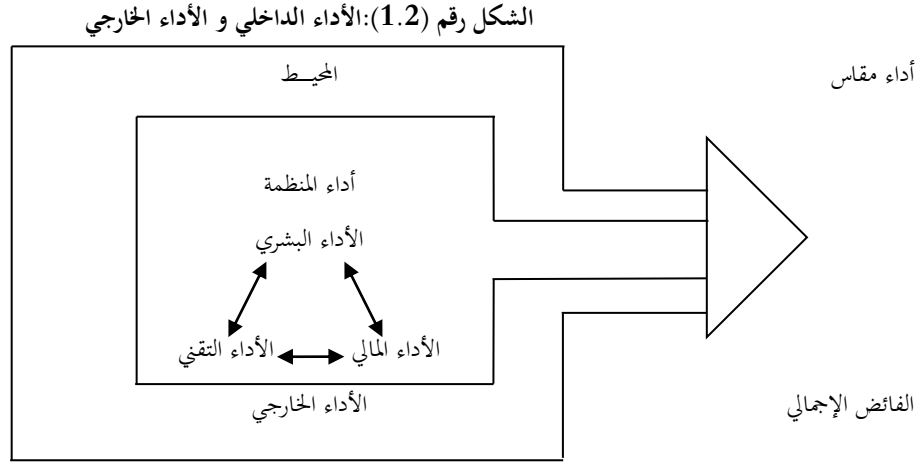 الشكل رقم (1.2):الأداء الداخلي و الأداء الخارجي
المحيــط
أداء مقاس
أداء المنظمة
الأداء البشري
الأداء المالي
الأداء التقني
الأداء الخارجي
الفائض الإجمالي